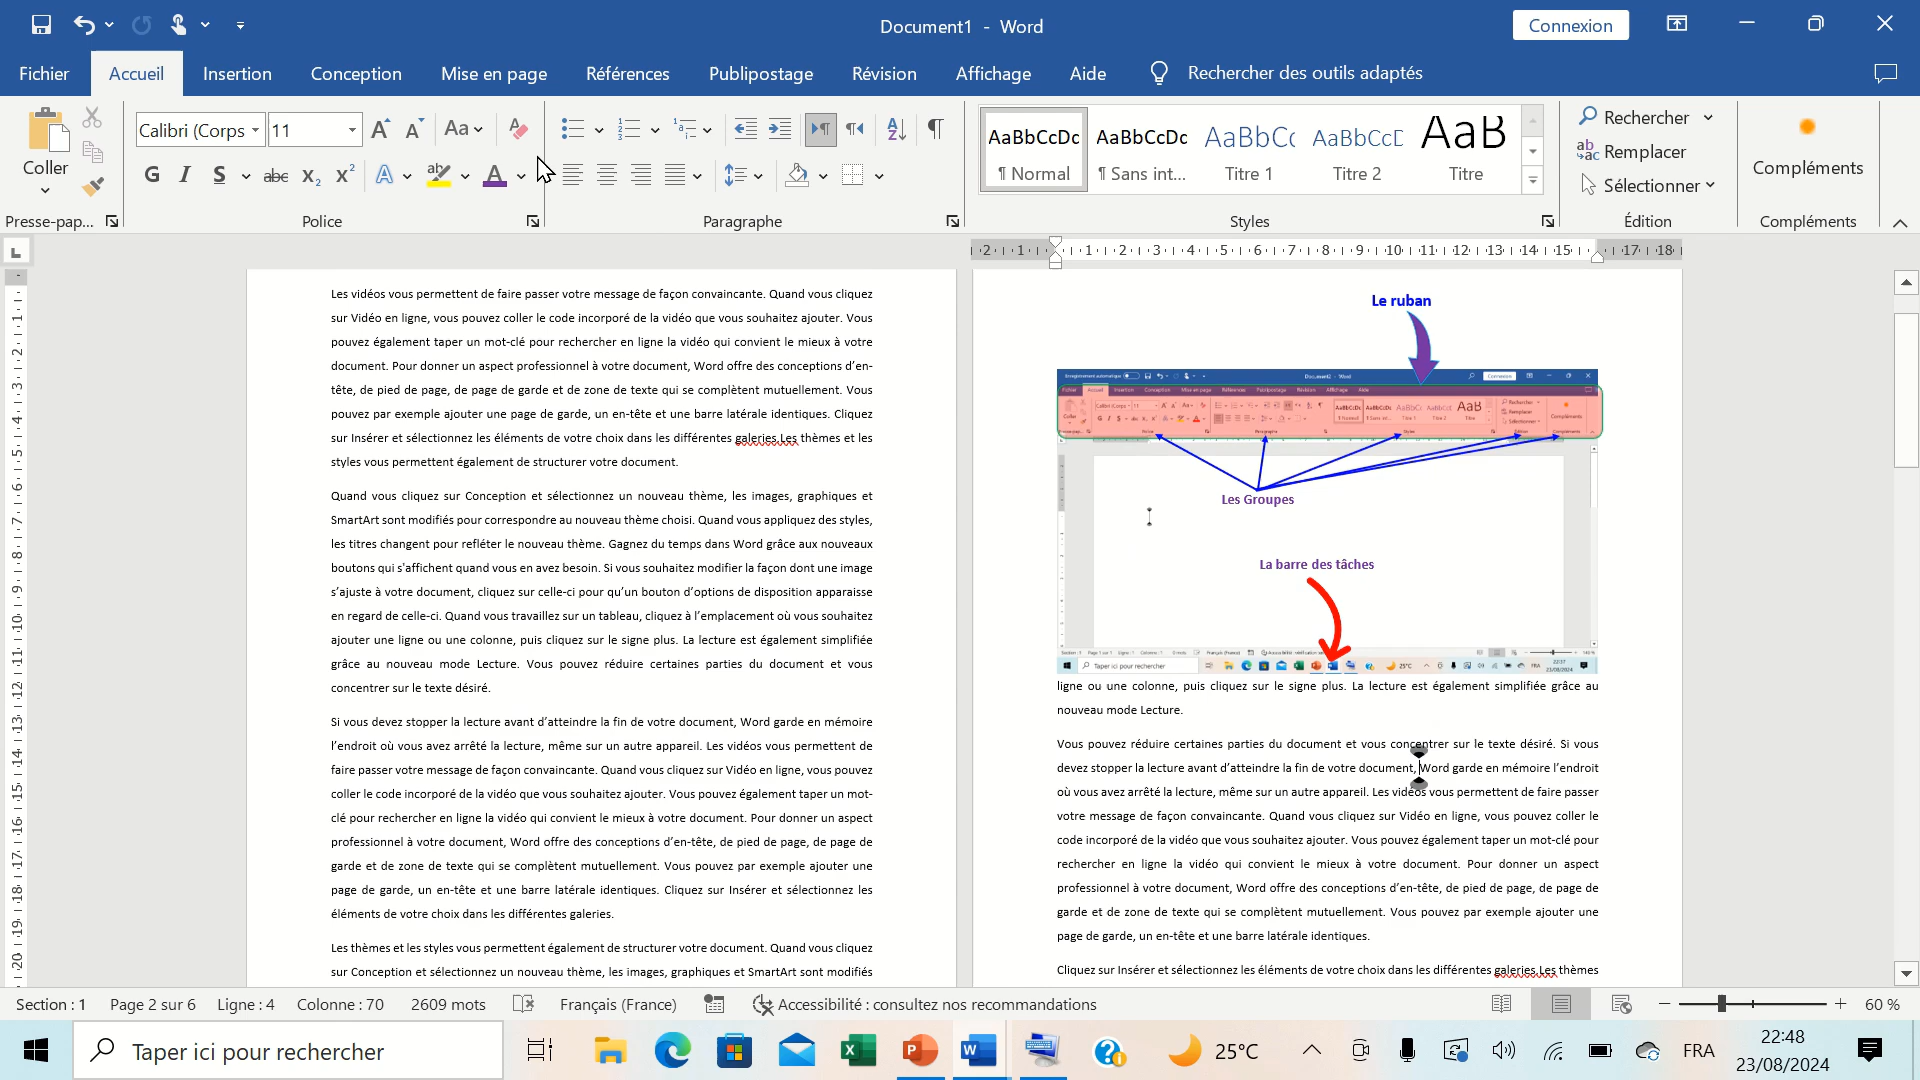 Document1 - Word
Connexion
Fichier Accueil Insertion Conception Mise en page Références Publipostage Révision Affichage Aide Rechercher des outils adaptés
Coller
Calibri (Corps 11
AaBbCcDc AaBbCcDc AaBbCc AaBbCcD AaB
¶ Normal ¶ Sans int... Titre 1 Titre 2 Titre
Rechercher
Remplacer
Sélectionner
Compléments
Presse-pap... Police Paragraphe Styles Édition Compléments
Les vidéos vous permettent de faire passer votre message de façon convaincante. Quand vous cliquez
sur Vidéo en ligne, vous pouvez coller le code incorporé de la vidéo que vous souhaitez ajouter. Vous
pouvez également taper un mot-clé pour rechercher en ligne la vidéo qui convient le mieux à votre
document. Pour donner un aspect professionnel à votre document, Word offre des conceptions d’en-
tête, de pied de page, de page de garde et de zone de texte qui se complètent mutuellement. Vous
pouvez par exemple ajouter une page de garde, un en-tête et une barre latérale identiques. Cliquez
sur Insérer et sélectionnez les éléments de votre choix dans les différentes galeries.Les thèmes et les
styles vous permettent également de structurer votre document.
Quand vous cliquez sur Conception et sélectionnez un nouveau thème, les images, graphiques et
SmartArt sont modifiés pour correspondre au nouveau thème choisi. Quand vous appliquez des styles,
les titres changent pour refléter le nouveau thème. Gagnez du temps dans Word grâce aux nouveaux
boutons qui s'affichent quand vous en avez besoin. Si vous souhaitez modifier la façon dont une image
s’ajuste à votre document, cliquez sur celle-ci pour qu’un bouton d’options de disposition apparaisse
en regard de celle-ci. Quand vous travaillez sur un tableau, cliquez à l’emplacement où vous souhaitez
ajouter une ligne ou une colonne, puis cliquez sur le signe plus. La lecture est également simplifiée
grâce au nouveau mode Lecture. Vous pouvez réduire certaines parties du document et vous
concentrer sur le texte désiré.
Si vous devez stopper la lecture avant d’atteindre la fin de votre document, Word garde en mémoire
l’endroit où vous avez arrêté la lecture, même sur un autre appareil. Les vidéos vous permettent de
faire passer votre message de façon convaincante. Quand vous cliquez sur Vidéo en ligne, vous pouvez
coller le code incorporé de la vidéo que vous souhaitez ajouter. Vous pouvez également taper un mot-
clé pour rechercher en ligne la vidéo qui convient le mieux à votre document. Pour donner un aspect
professionnel à votre document, Word offre des conceptions d’en-tête, de pied de page, de page de
garde et de zone de texte qui se complètent mutuellement. Vous pouvez par exemple ajouter une
page de garde, un en-tête et une barre latérale identiques. Cliquez sur Insérer et sélectionnez les
éléments de votre choix dans les différentes galeries.
Les thèmes et les styles vous permettent également de structurer votre document. Quand vous cliquez
sur Conception et sélectionnez un nouveau thème, les images, graphiques et SmartArt sont modifiés
Le ruban
Les Groupes
La barre des tâches
ligne ou une colonne, puis cliquez sur le signe plus. La lecture est également simplifiée grâce au
nouveau mode Lecture.
Vous pouvez réduire certaines parties du document et vous concentrer sur le texte désiré. Si vous
devez stopper la lecture avant d’atteindre la fin de votre document, Word garde en mémoire l’endroit
où vous avez arrêté la lecture, même sur un autre appareil. Les vidéos vous permettent de faire passer
votre message de façon convaincante. Quand vous cliquez sur Vidéo en ligne, vous pouvez coller le
code incorporé de la vidéo que vous souhaitez ajouter. Vous pouvez également taper un mot-clé pour
rechercher en ligne la vidéo qui convient le mieux à votre document. Pour donner un aspect
professionnel à votre document, Word offre des conceptions d’en-tête, de pied de page, de page de
garde et de zone de texte qui se complètent mutuellement. Vous pouvez par exemple ajouter une
page de garde, un en-tête et une barre latérale identiques.
Cliquez sur Insérer et sélectionnez les éléments de votre choix dans les différentes galeries.Les thèmes
Section : 1 Page 2 sur 6 Ligne : 4 Colonne : 70 2609 mots Français (France) Accessibilité : consultez nos recommandations 60 %
Taper ici pour rechercher 25°C FRA 22:48
23/08/2024